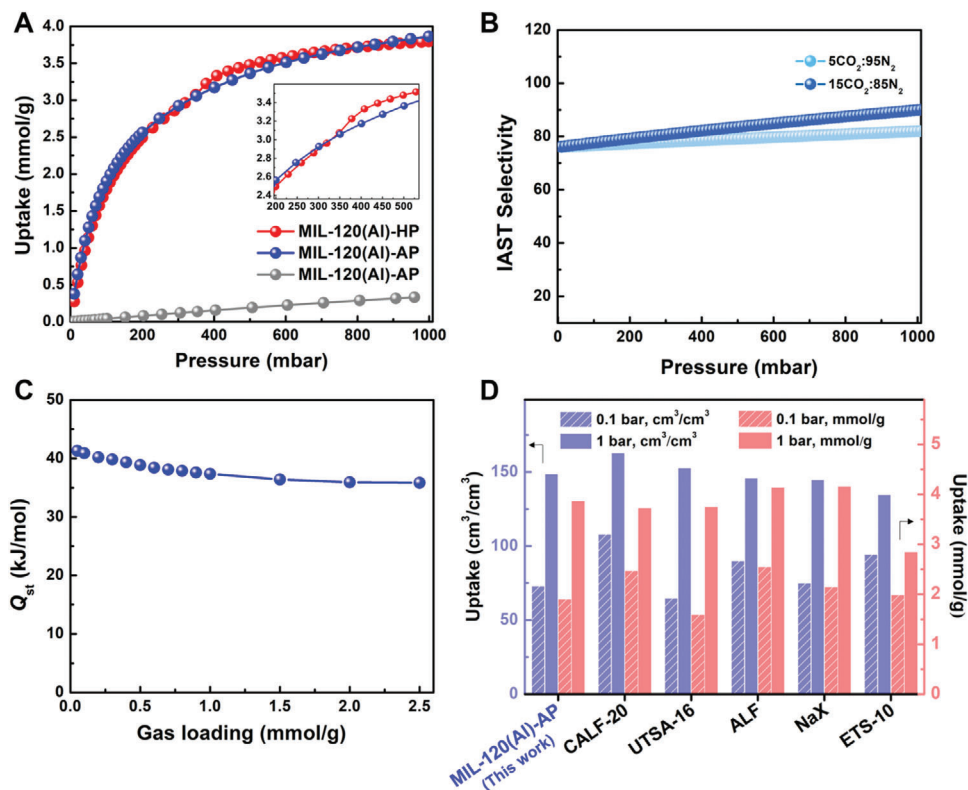 A
Uptake (mmol/g)
4.0
3.5
3.0
2.5
2.0
1.5
1.0
0.5
0.0
3.4
3.2
3.0
2.8
2.6
2.4
200 250 300 350 400 450 500
MIL-120(Al)-HP
MIL-120(Al)-AP
MIL-120(Al)-AP
0 200 400 600 800 1000
Pressure (mbar)
B
IAST Selectivity
120
100
80
60
40
20
5CO₂:95N₂
15CO₂:85N₂
0 200 400 600 800 1000
Pressure (mbar)
C
Qst (kJ/mol)
50
40
30
20
10
0
0.0 0.5 1.0 1.5 2.0 2.5
Gas loading (mmol/g)
D
Uptake (cm³/cm³)
150
100
50
0
0.1 bar, cm³/cm³
1 bar, cm³/cm³
0.1 bar, mmol/g
1 bar, mmol/g
5
4
3
2
1
0
Uptake (mmol/g)
MIL-120(Al)-AP
(This work)
CALF-20
UTSA-16
ALF
NaX
ETS-10